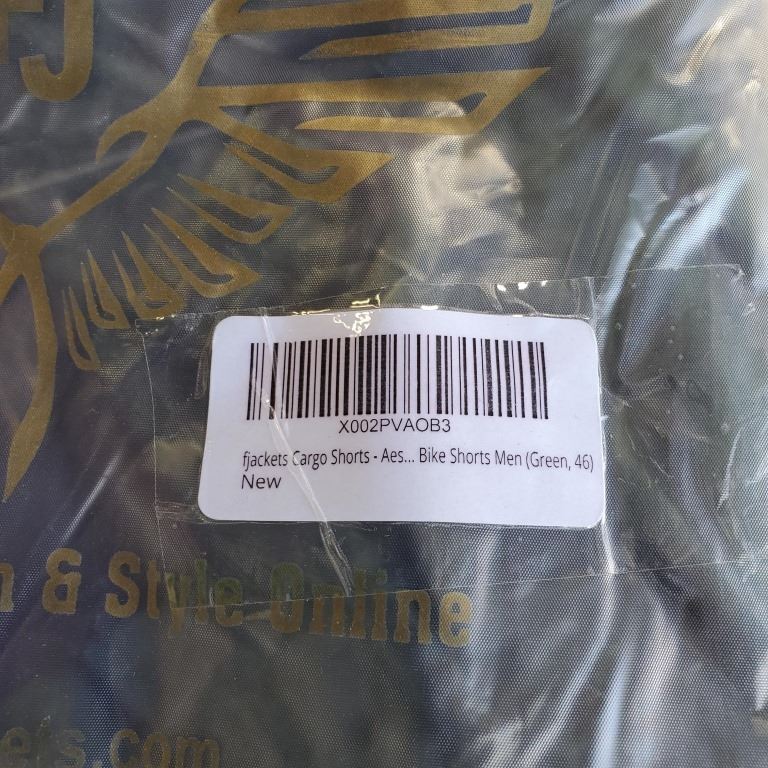 FJ
X002PVAOB3
fjackets Cargo Shorts - Aes... Bike Shorts Men (Green, 46)
New
& Style Online
ets.com